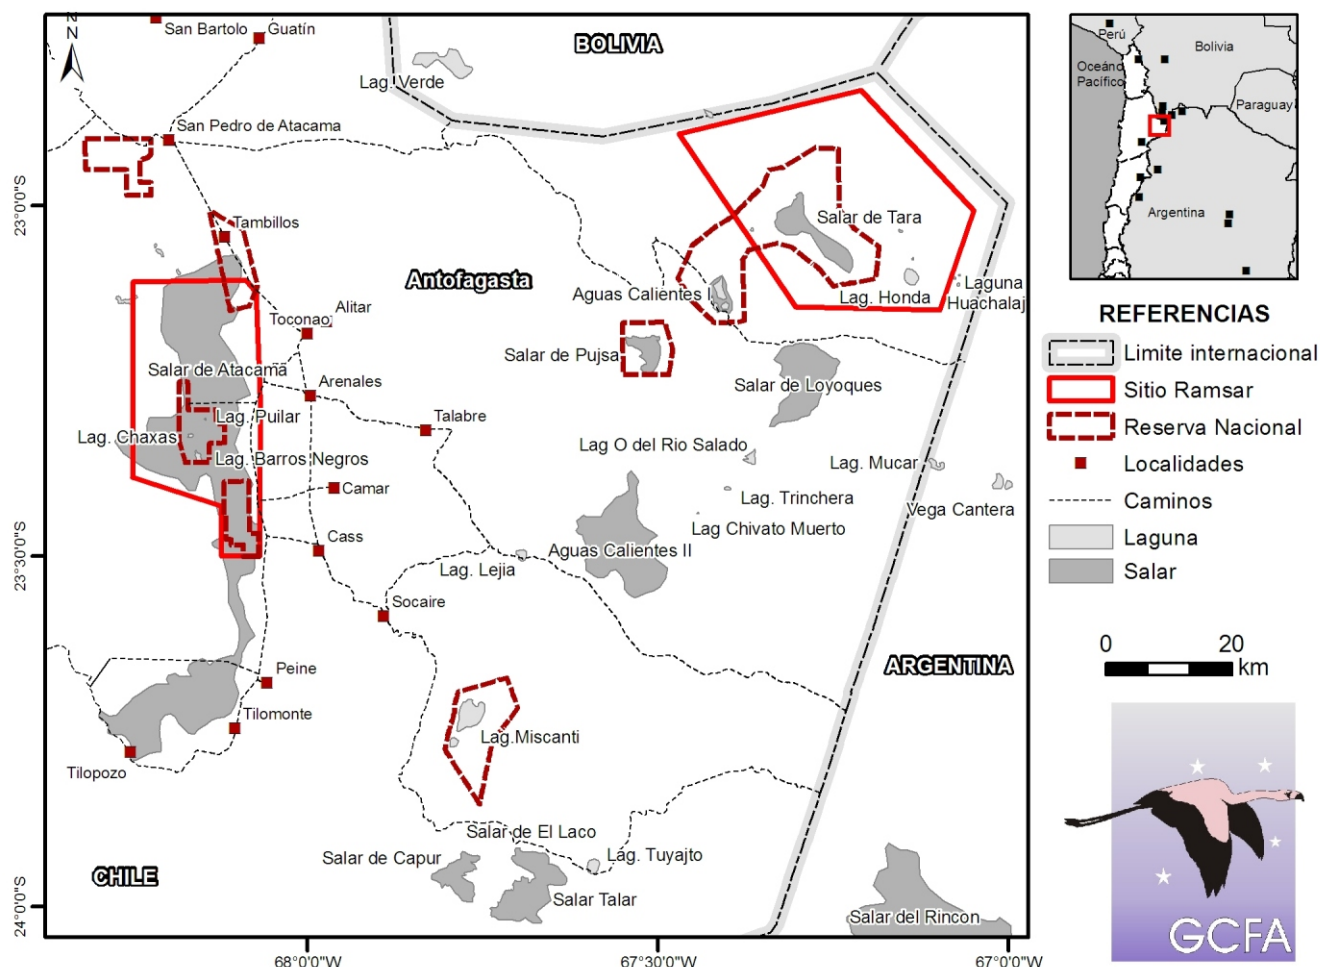 N
San Bartolo
Guatín
BOLIVIA
Lag. Verde
San Pedro de Atacama
23°0'0"S
Tambillos
Salar de Tara
Antofagasta
Aguas Calientes I
Lag. Honda
Laguna
Huachalaj
Alitar
Toconao
Salar de Pujsa
Salar de Atacama
Arenales
Salar de Loyoques
Lag. Puilar
Talabre
Lag. Chaxas
Lag O del Rio Salado
Lag. Barros Negros
Lag. Mucar
Camar
Lag. Trinchera
Vega Cantera
Lag Chivato Muerto
Cass
Aguas Calientes II
23°30'0"S
Lag. Lejia
Socaire
Peine
ARGENTINA
Tilomonte
Lag.Miscanti
Tilopozo
Salar de El Laco
Salar de Capur
Lag. Tuyajto
CHILE
Salar Talar
Salar del Rincon
24°0'0"S
68°0'0"W
67°30'0"W
67°0'0"W
Perú
Bolivia
Oceáno
Pacífico
Paraguay
Argentina
REFERENCIAS
Limite internacional
Sitio Ramsar
Reserva Nacional
Localidades
Caminos
Laguna
Salar
0 20
km
GCFA